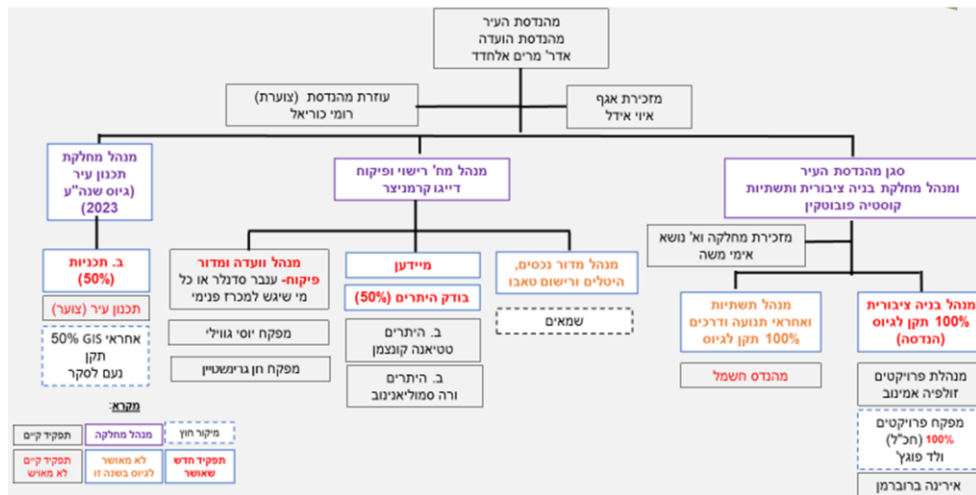 מהנדסת העיר
מהנדסת הועדה
אדר' מרים אלחדד
עוזרת מהנדסת (צוערת)
רומי כוריאל
מזכירת אגף
איוי אידל
מנהל מחלקת
תכנון עיר
(גיוס שנה"ע
2023)
מנהל מח' רישוי ופיקוח
דייגו קרמניצר
סגן מהנדסת העיר
ומנהל מחלקת בניה ציבורית ותשתיות
קוסטיה פובוטקין
מזכירת מחלקה וא' נושא
אימי משה
ב. תכניות
(50%)
תכנון עיר (צוער)
אחראי GIS 50%
תקן
נעם לסקר
מנהל וועדה ומדור
פיקוח- ענבר סדנלר או כל
מי שיגש למכרז פנימי
מפקח יוסי גווילי
מפקח חן גרינשטיין
מיידען
בודק היתרים (50%)
ב. היתרים
טטיאנה קונצמן
ב. היתרים
ורה סמוליאנינוב
מנהל מדור נכסים,
היטלים ורישום טאבו
שמאים
מנהל תשתיות
ואחראי תנועה ודרכים
100% תקן לגיוס
מהנדס חשמל
מנהל בניה ציבורית
100% תקן לגיוס
(הנדסה)
מנהלת פרויקטים
זולפיה אמינוב
מפקח פרויקטים
100% (חכ"ל)
ולד פוגץ'
אירינה ברוברמן
מקרא:
תפקיד קיים
מנהל מחלקה
מיקור חוץ
תפקיד קיים
לא מאויש
לא מאושר
לגיוס בשנה זו
תפקיד חדש
שאושר